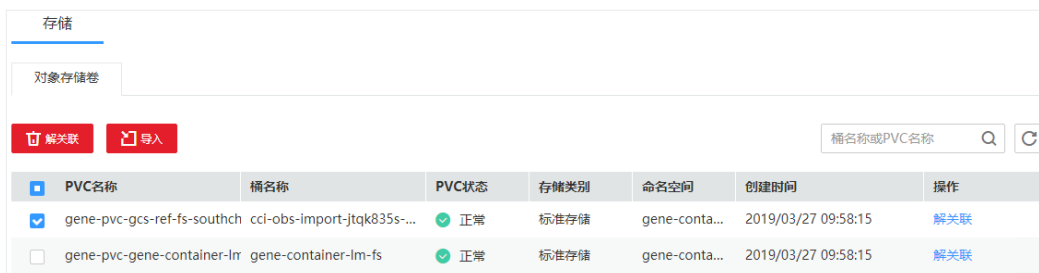 存储
对象存储卷
解关联 导入 桶名称或PVC名称
PVC名称 桶名称 PVC状态 存储类别 命名空间 创建时间 操作
gene-pvc-gcs-ref-fs-southch cci-obs-import-jtqk835s-... 正常 标准存储 gene-conta... 2019/03/27 09:58:15 解关联
gene-pvc-gene-container-lm gene-container-lm-fs 正常 标准存储 gene-conta... 2019/03/27 09:58:15 解关联